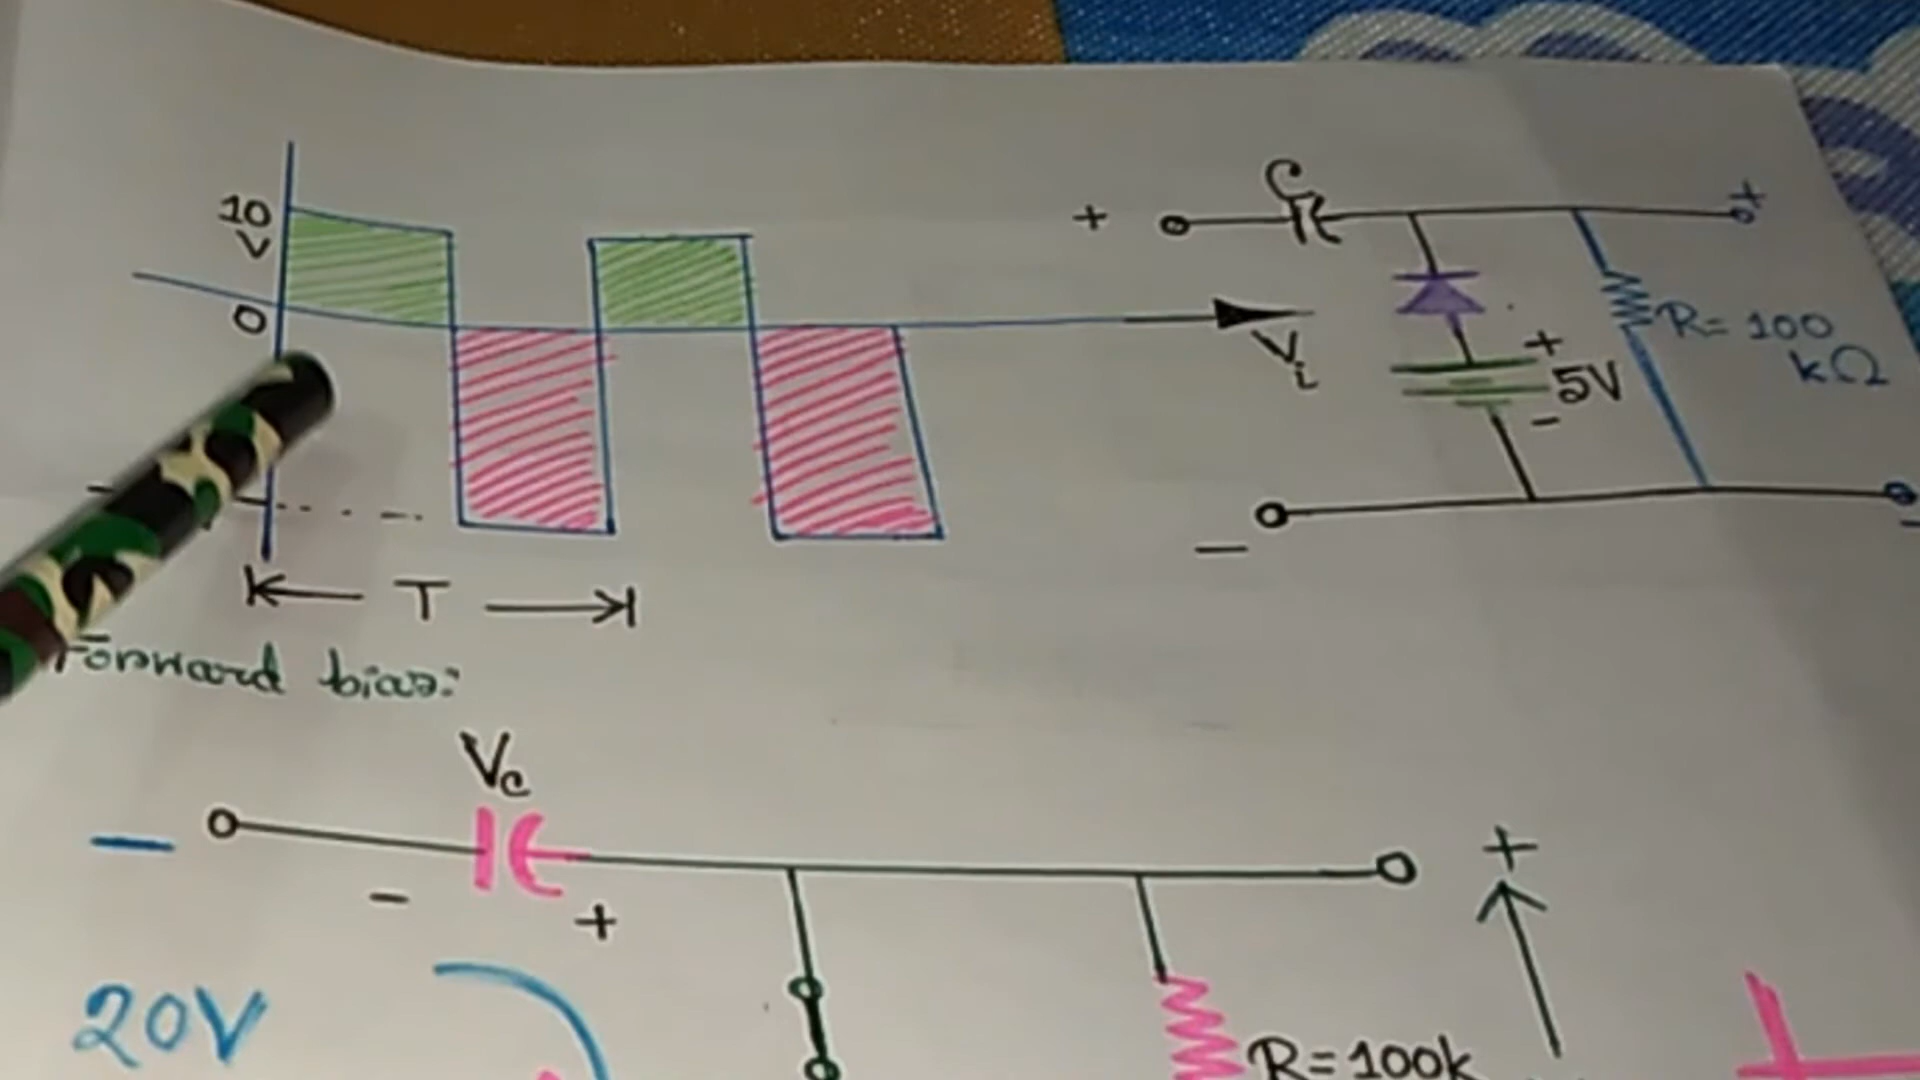 10
V
0
C
+
+
Vi
+
5V
-
R= 100
kΩ
-
-
T
Forward bias:
Vc
-
-
+
+
20V
R=100k